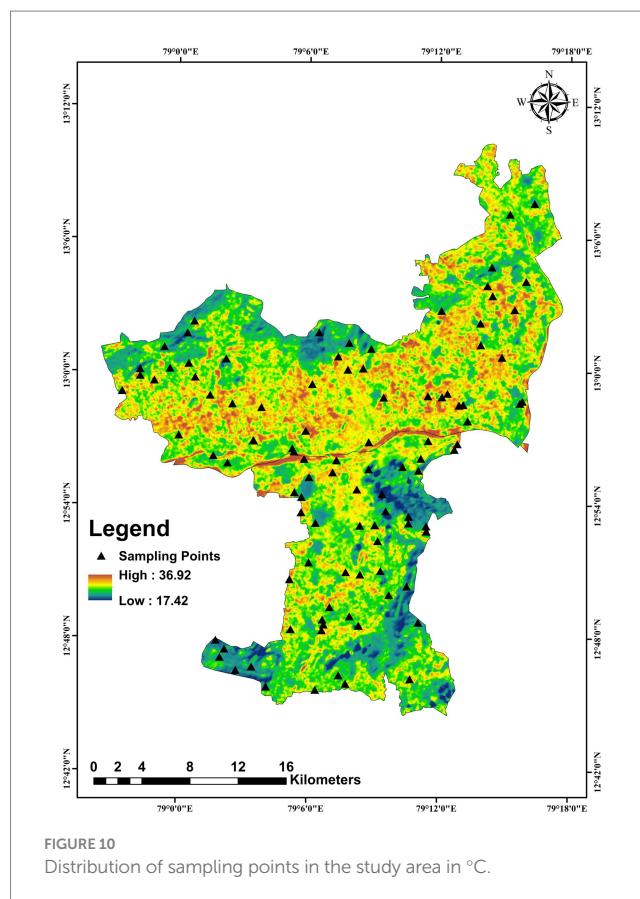 79°0'0"N 79°6'0"N 79°12'0"N 79°18'0"N
N
W E
S
13°12'0"N 13°12'0"N
13°6'0"N 13°6'0"N
13°0'0"N 13°0'0"N
12°54'0"N 12°54'0"N
Legend
Sampling Points
High : 36.92
Low : 17.42
12°48'0"N 12°48'0"N
0 2 4 8 12 16
Kilometers
12°42'0"N 12°42'0"N
79°0'0"N 79°6'0"N 79°12'0"N 79°18'0"N
FIGURE 10
Distribution of sampling points in the study area in °C.